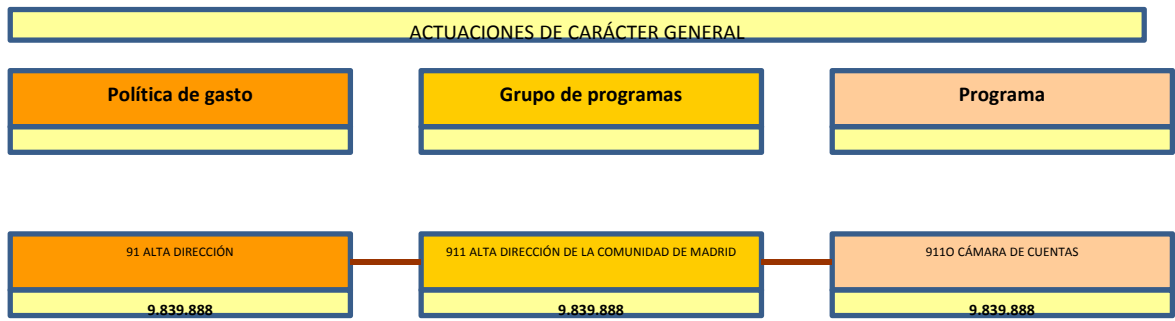 ACTUACIONES DE CARÁCTER GENERAL
Política de gasto
Grupo de programas
Programa
91 ALTA DIRECCIÓN
911 ALTA DIRECCIÓN DE LA COMUNIDAD DE MADRID
911O CÁMARA DE CUENTAS
9.839.888
9.839.888
9.839.888